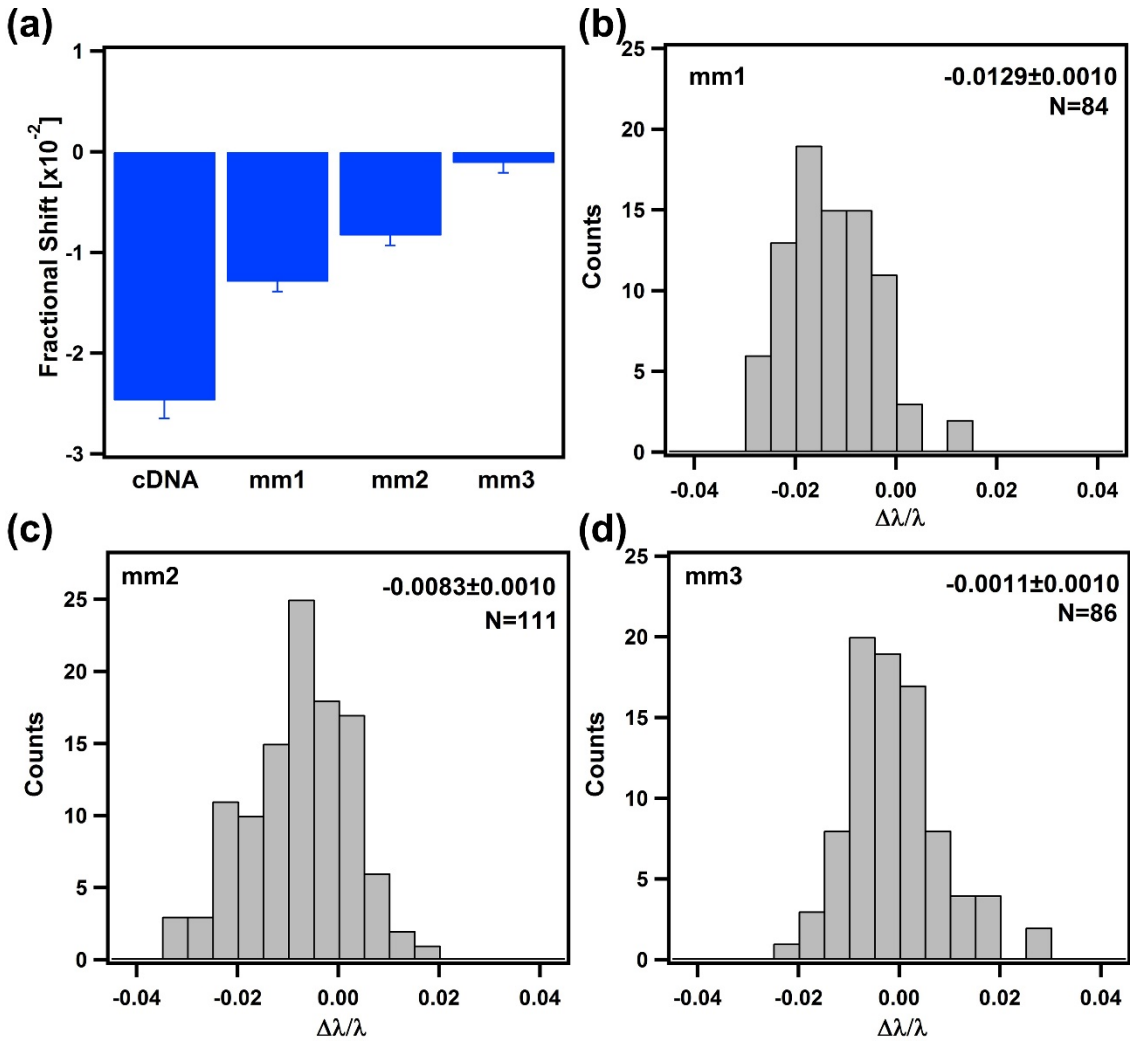 (a)
Fractional Shift [x10⁻²]
1
0
-1
-2
-3
cDNA mm1 mm2 mm3
(b)
mm1
-0.0129±0.0010
N=84
Counts
25
20
15
10
5
0
-0.04 -0.02 0.00 0.02 0.04
Δλ/λ
(c)
mm2
-0.0083±0.0010
N=111
Counts
25
20
15
10
5
0
-0.04 -0.02 0.00 0.02 0.04
Δλ/λ
(d)
mm3
-0.0011±0.0010
N=86
Counts
25
20
15
10
5
0
-0.04 -0.02 0.00 0.02 0.04
Δλ/λ